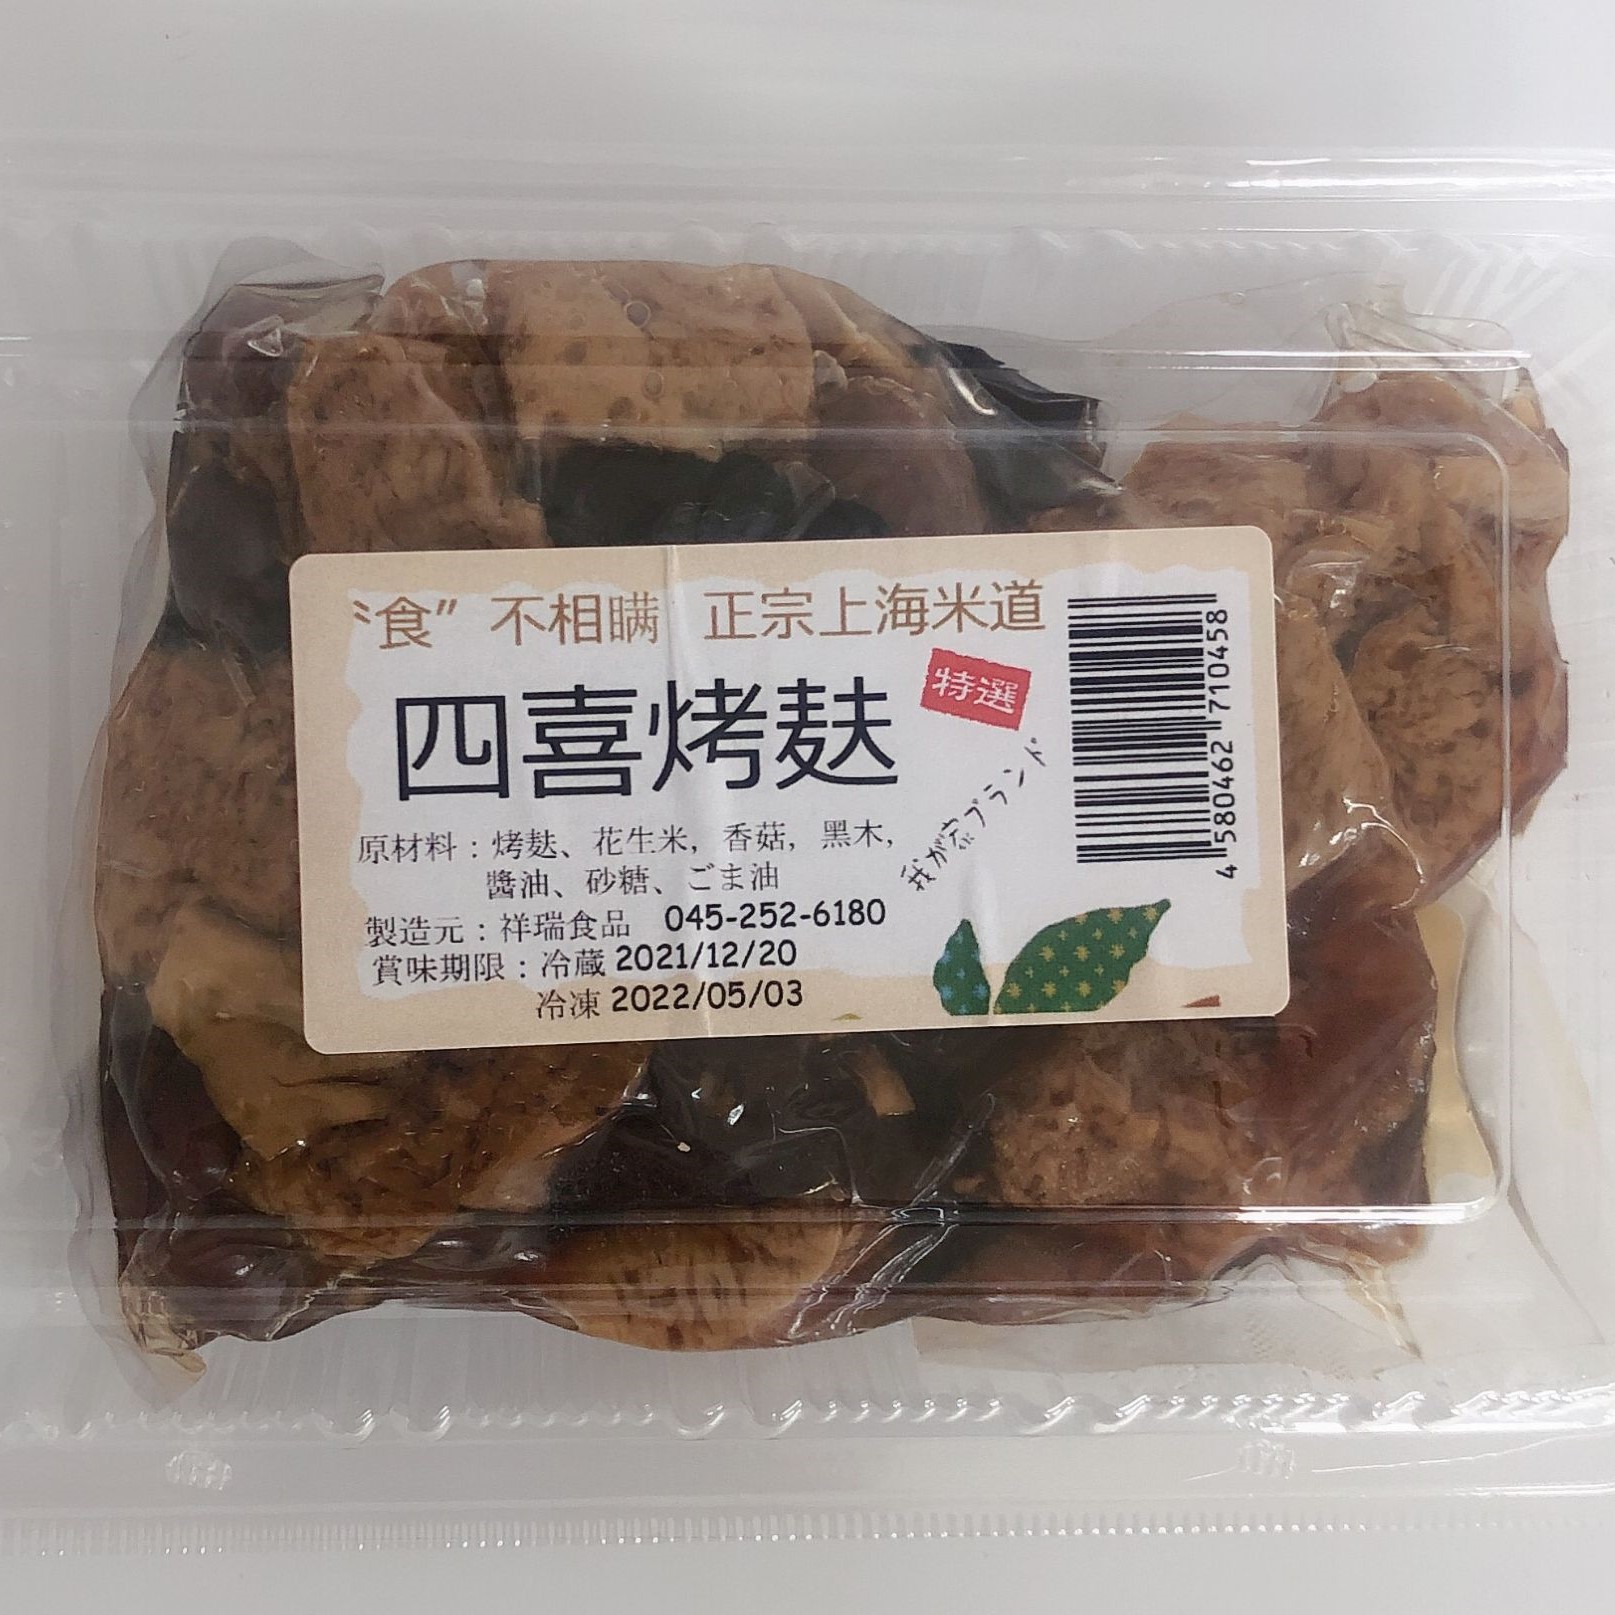 〝食” 不相瞒 正宗上海米道
四喜烤麸
特選
我が家ブランド
原材料：烤麸、花生米，香菇，黑木，
醬油、砂糖、ごま油
製造元：祥瑞食品 045-252-6180
賞味期限：冷蔵 2021/12/20
冷凍 2022/05/03
4 580462 710458